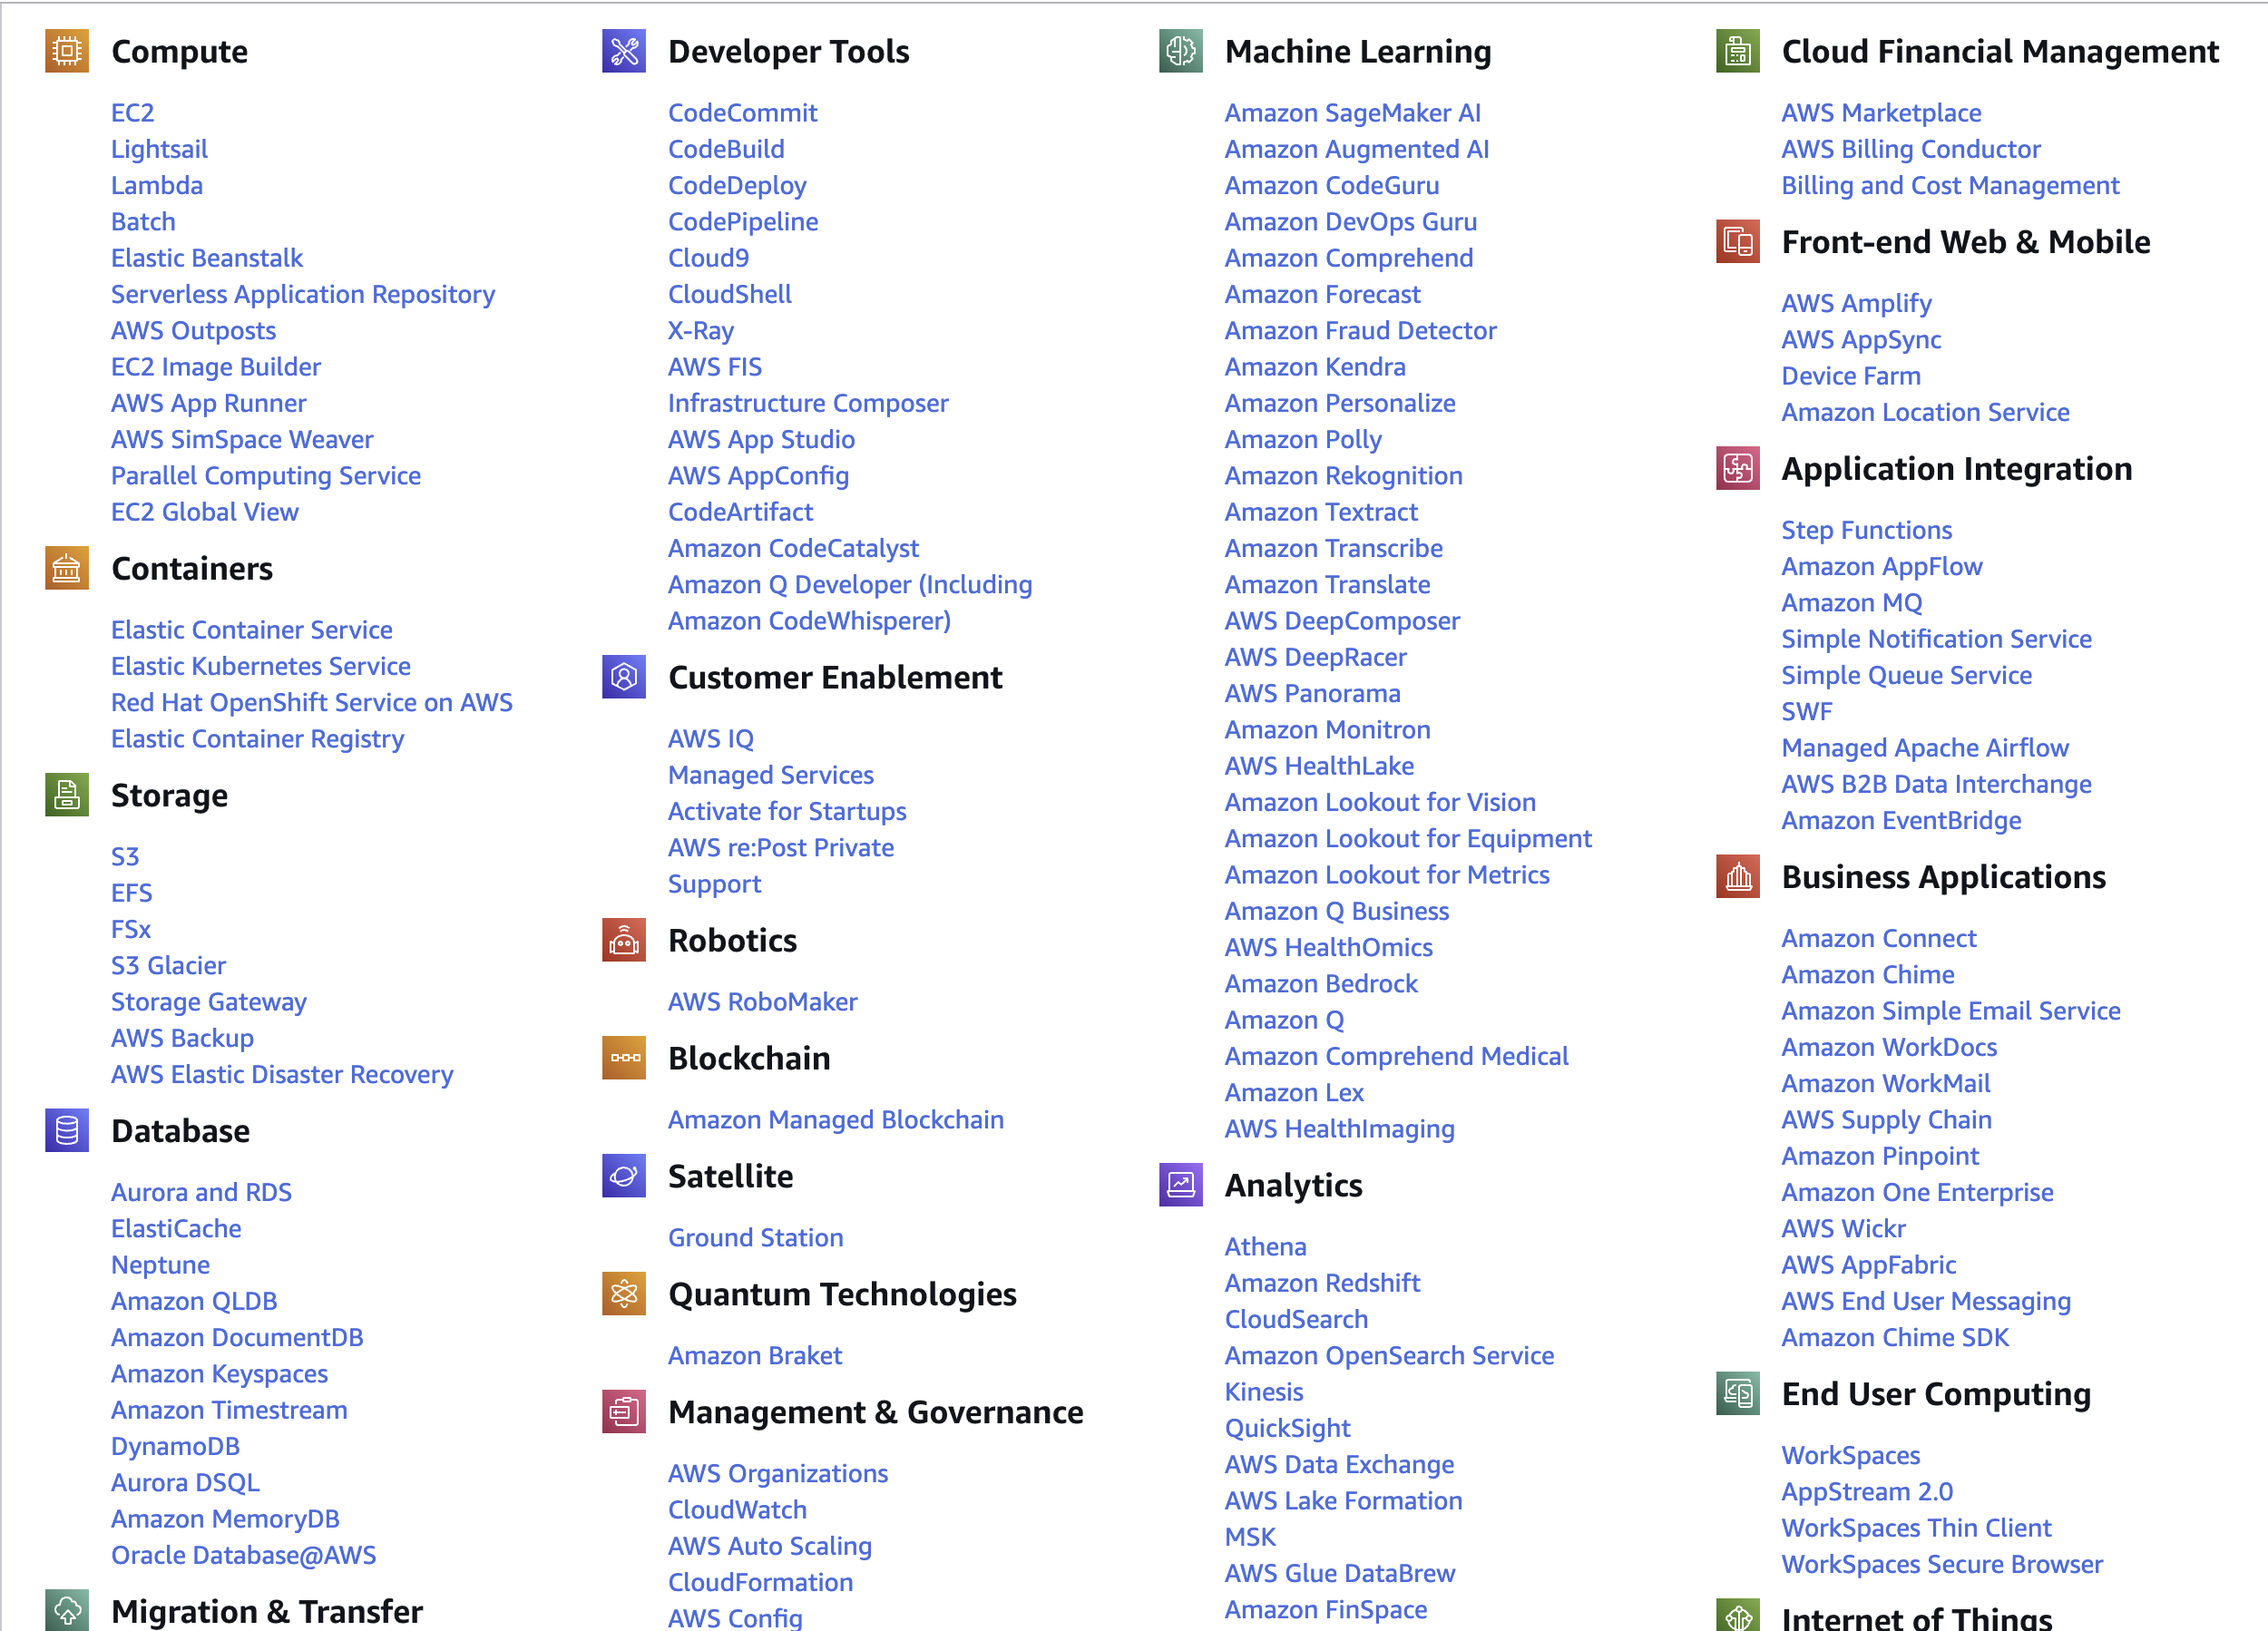 Compute
EC2
Lightsail
Lambda
Batch
Elastic Beanstalk
Serverless Application Repository
AWS Outposts
EC2 Image Builder
AWS App Runner
AWS SimSpace Weaver
Parallel Computing Service
EC2 Global View
Containers
Elastic Container Service
Elastic Kubernetes Service
Red Hat OpenShift Service on AWS
Elastic Container Registry
Storage
S3
EFS
FSx
S3 Glacier
Storage Gateway
AWS Backup
AWS Elastic Disaster Recovery
Database
Aurora and RDS
ElastiCache
Neptune
Amazon QLDB
Amazon DocumentDB
Amazon Keyspaces
Amazon Timestream
DynamoDB
Aurora DSQL
Amazon MemoryDB
Oracle Database@AWS
Migration & Transfer
Developer Tools
CodeCommit
CodeBuild
CodeDeploy
CodePipeline
Cloud9
CloudShell
X-Ray
AWS FIS
Infrastructure Composer
AWS App Studio
AWS AppConfig
CodeArtifact
Amazon CodeCatalyst
Amazon Q Developer (Including
Amazon CodeWhisperer)
Customer Enablement
AWS IQ
Managed Services
Activate for Startups
AWS re:Post Private
Support
Robotics
AWS RoboMaker
Blockchain
Amazon Managed Blockchain
Satellite
Ground Station
Quantum Technologies
Amazon Braket
Management & Governance
AWS Organizations
CloudWatch
AWS Auto Scaling
CloudFormation
AWS Config
Machine Learning
Amazon SageMaker AI
Amazon Augmented AI
Amazon CodeGuru
Amazon DevOps Guru
Amazon Comprehend
Amazon Forecast
Amazon Fraud Detector
Amazon Kendra
Amazon Personalize
Amazon Polly
Amazon Rekognition
Amazon Textract
Amazon Transcribe
Amazon Translate
AWS DeepComposer
AWS DeepRacer
AWS Panorama
Amazon Monitron
AWS HealthLake
Amazon Lookout for Vision
Amazon Lookout for Equipment
Amazon Lookout for Metrics
Amazon Q Business
AWS HealthOmics
Amazon Bedrock
Amazon Q
Amazon Comprehend Medical
Amazon Lex
AWS HealthImaging
Analytics
Athena
Amazon Redshift
CloudSearch
Amazon OpenSearch Service
Kinesis
QuickSight
AWS Data Exchange
AWS Lake Formation
MSK
AWS Glue DataBrew
Amazon FinSpace
Cloud Financial Management
AWS Marketplace
AWS Billing Conductor
Billing and Cost Management
Front-end Web & Mobile
AWS Amplify
AWS AppSync
Device Farm
Amazon Location Service
Application Integration
Step Functions
Amazon AppFlow
Amazon MQ
Simple Notification Service
Simple Queue Service
SWF
Managed Apache Airflow
AWS B2B Data Interchange
Amazon EventBridge
Business Applications
Amazon Connect
Amazon Chime
Amazon Simple Email Service
Amazon WorkDocs
Amazon WorkMail
AWS Supply Chain
Amazon Pinpoint
Amazon One Enterprise
AWS Wickr
AWS AppFabric
AWS End User Messaging
Amazon Chime SDK
End User Computing
WorkSpaces
AppStream 2.0
WorkSpaces Thin Client
WorkSpaces Secure Browser
Internet of Things